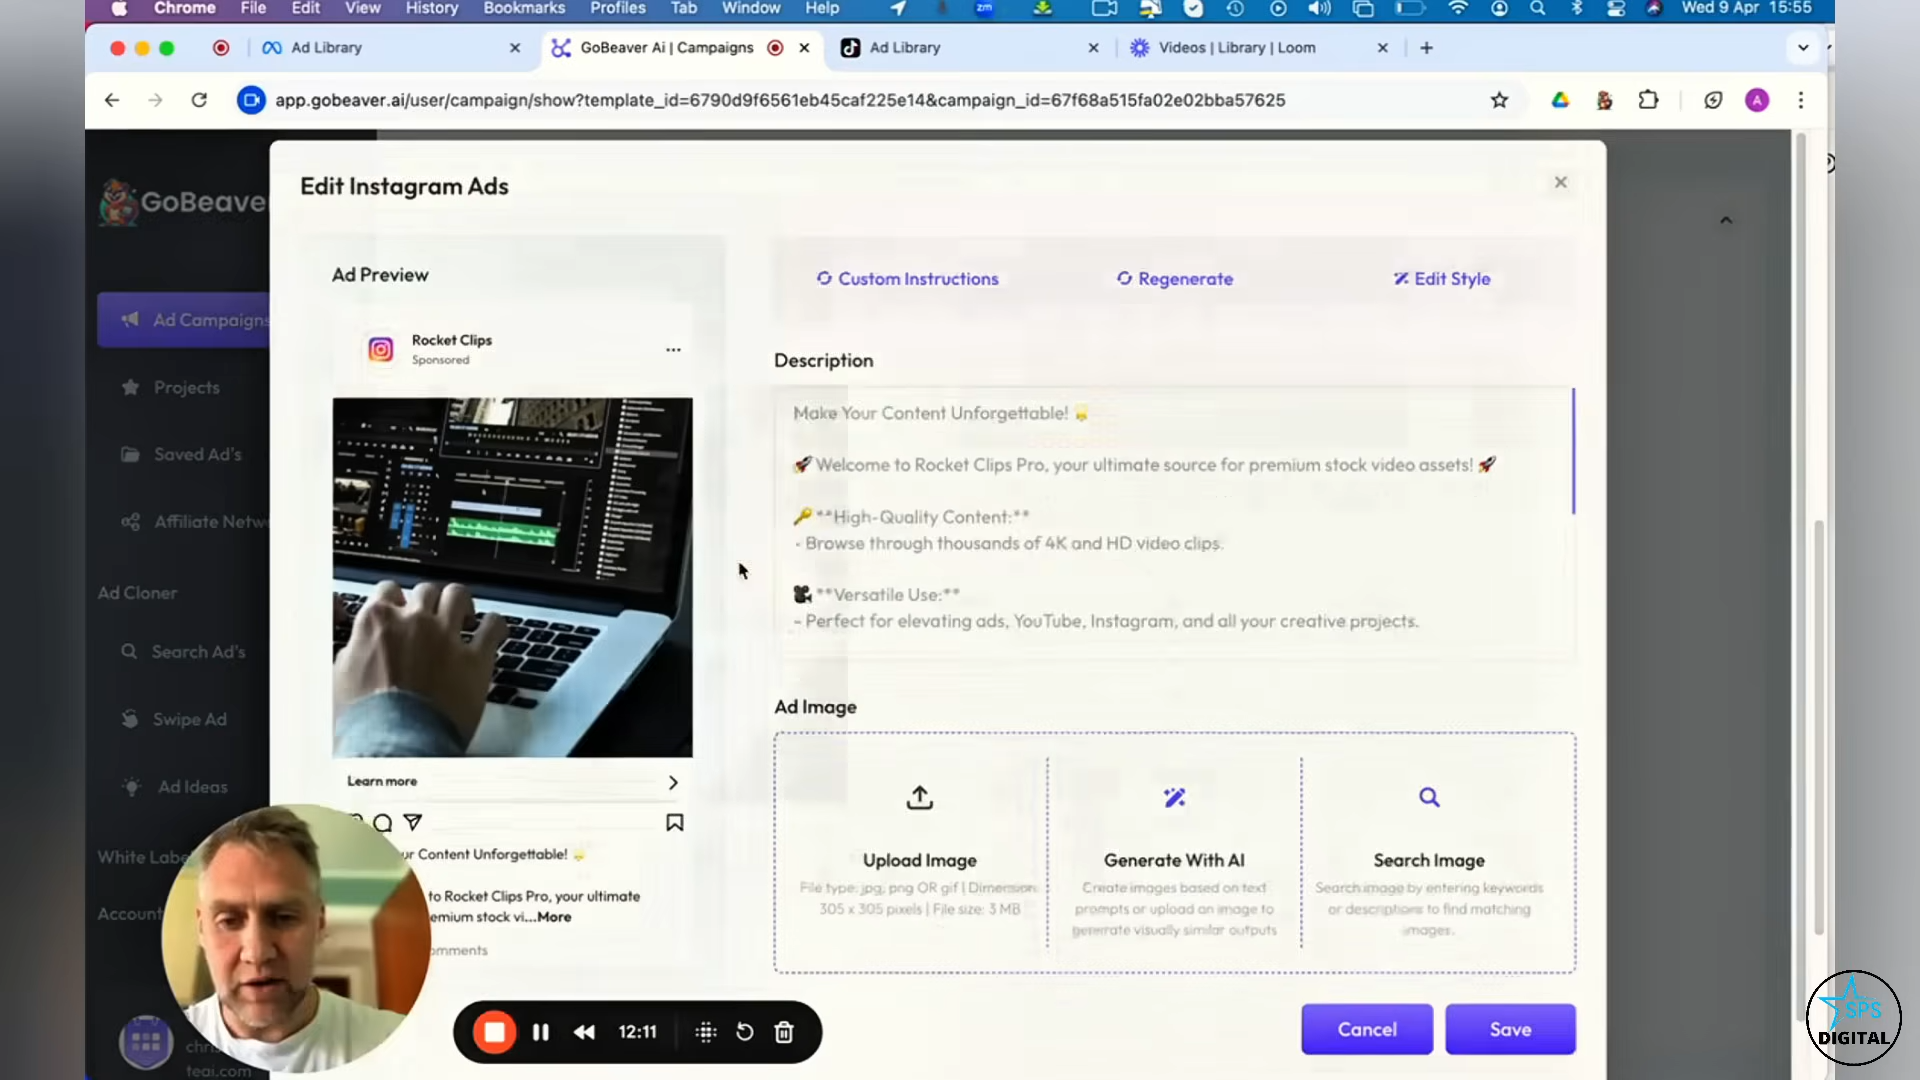 Chrome File Edit View History Bookmarks Profiles Tab Window Help zm Wed 9 Apr 15:55
Ad Library
GoBeaver Ai | Campaigns
Ad Library
Videos | Library | Loom
app.gobeaver.ai/user/campaign/show?template_id=6790d9f6561eb45caf225e14&campaign_id=67f68a515fa02e02bba57625
A
GoBeaver
Ad Campaigns
Projects
Saved Ad's
Affiliate Netw
Ad Cloner
Search Ad's
Swipe Ad
Ad Ideas
White Labe
Account
chri
teai.com
Edit Instagram Ads
Ad Preview
Rocket Clips
Sponsored
Learn more
ur Content Unforgettable!
to Rocket Clips Pro, your ultimate
emium stock vi...More
omments
Custom Instructions
Regenerate
Edit Style
Description
Make Your Content Unforgettable! 🌟
🚀 Welcome to Rocket Clips Pro, your ultimate source for premium stock video assets! 🚀
🔑 **High-Quality Content:**
- Browse through thousands of 4K and HD video clips.
🎥 **Versatile Use:**
- Perfect for elevating ads, YouTube, Instagram, and all your creative projects.
Ad Image
Upload Image
File type: jpg, png OR gif | Dimension:
305 x 305 pixels | File size: 3 MB
Generate With AI
Create images based on text
prompts or upload an image to
generate visually similar outputs
Search Image
Search image by entering keywords
or descriptions to find matching
images.
12:11
Cancel
Save
SPS
DIGITAL